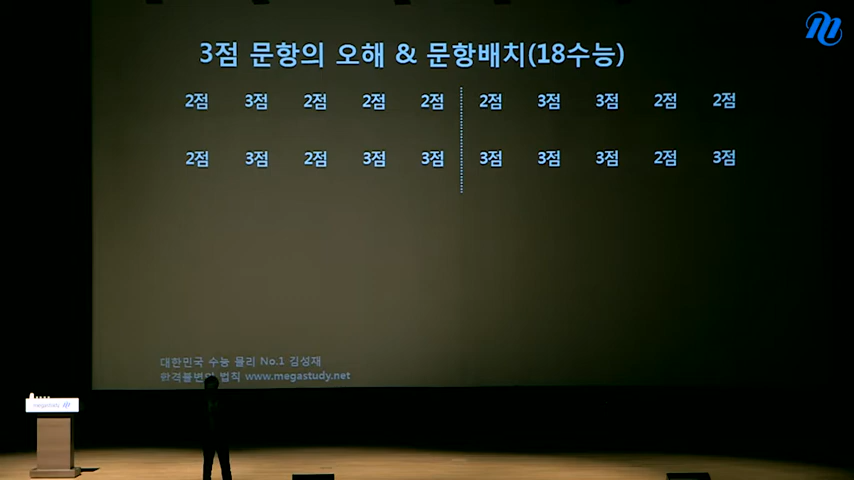 3점 문항의 오해 & 문항배치(18수능)
2점 3점 2점 2점 2점 2점 3점 3점 2점 2점
2점 3점 2점 3점 3점 3점 3점 3점 2점 3점
대한민국 수능 물리 No.1 김성재
법칙 www.megastudy.net
megastudy